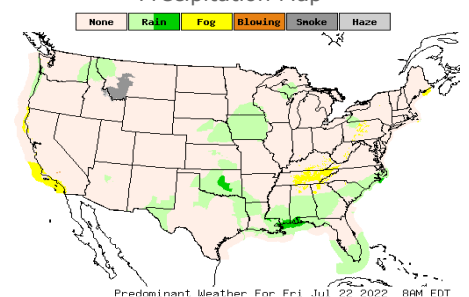 Precipitation Map
None Rain Fog Blowing Smoke Haze
Predominant Weather For Fri Jul 22 2022 8AM EDT